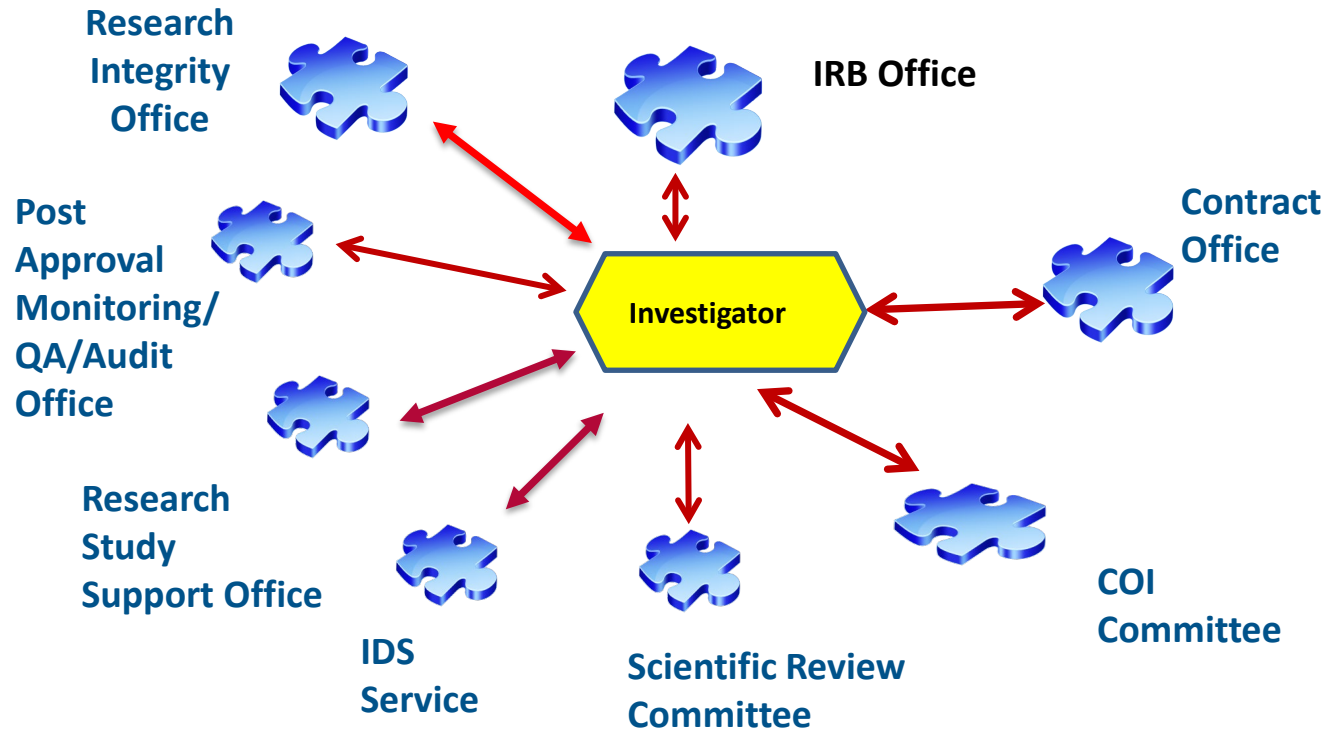 Research
Integrity
Office
IRB Office
Post
Approval
Monitoring/
QA/Audit
Office
Contract
Office
Investigator
Research
Study
Support Office
IDS
Service
Scientific Review
Committee
COI
Committee